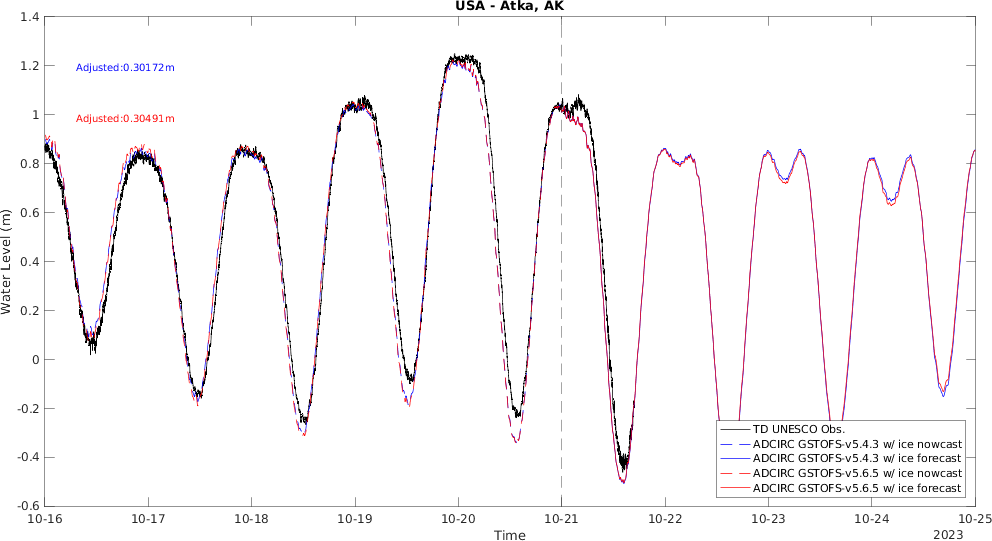 USA - Atka, AK
1.4
1.2
1
0.8
0.6
0.4
0.2
0
-0.2
-0.4
-0.6
Water Level (m)
Adjusted:0.30172m
Adjusted:0.30491m
TD UNESCO Obs.
ADCIRC GSTOFS-v5.4.3 w/ ice nowcast
ADCIRC GSTOFS-v5.4.3 w/ ice forecast
ADCIRC GSTOFS-v5.6.5 w/ ice nowcast
ADCIRC GSTOFS-v5.6.5 w/ ice forecast
10-16 10-17 10-18 10-19 10-20 10-21 10-22 10-23 10-24 10-25
Time
2023